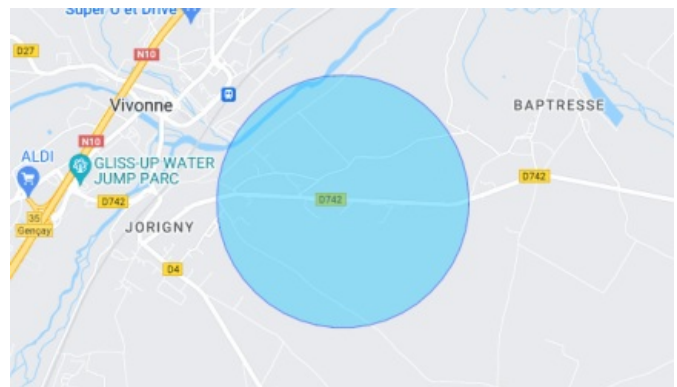 Super U et Drive
D27
N10
Vivonne
BAPTRESSE
N10
ALDI
GLISS-UP WATER
JUMP PARC
D742
D742
D742
35
Gençay
JORIGNY
D4